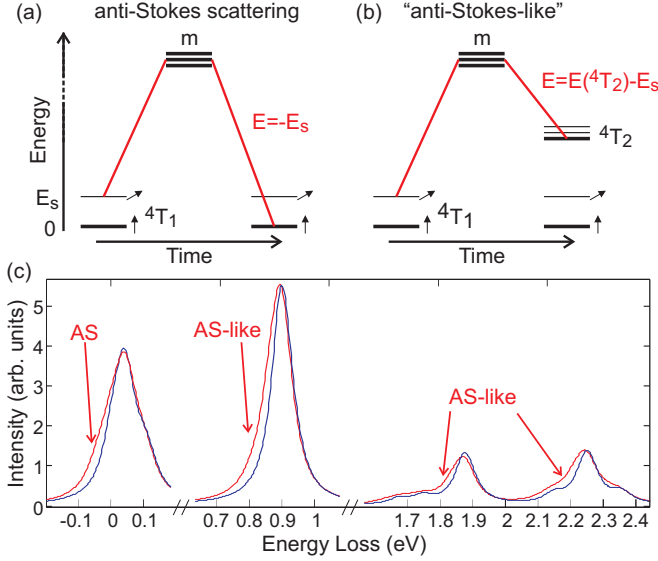 (a) anti-Stokes scattering
m
Energy
E=-Es
Es
4T1
0
Time
(b) “anti-Stokes-like”
m
E=E(4T2)-Es
4T2
4T1
Time
(c)
Intensity (arb. units)
5
4
3
2
1
0
AS
AS-like
AS-like
-0.1 0 0.1 0.7 0.8 0.9 1 1.7 1.8 1.9 2 2.1 2.2 2.3 2.4
Energy Loss (eV)